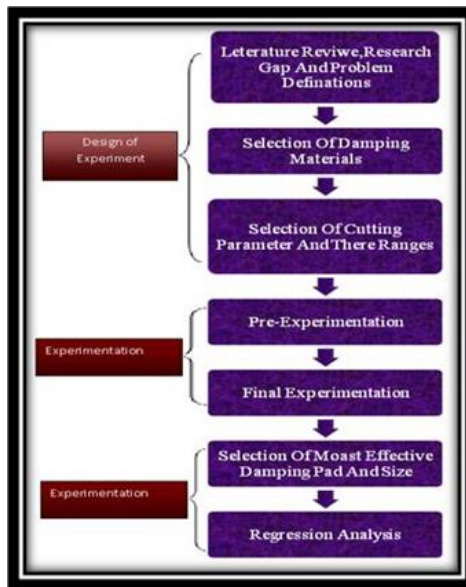 Leterature Reviwe,Research
Gap And Problem
Definations
Design of
Experiment
Selection Of Damping
Materials
Selection Of Cutting
Parameter And There Ranges
Experimentation
Pre-Experimentation
Final Experimentation
Experimentation
Selection Of Moast Effective
Damping Pad And Size
Regression Analysis